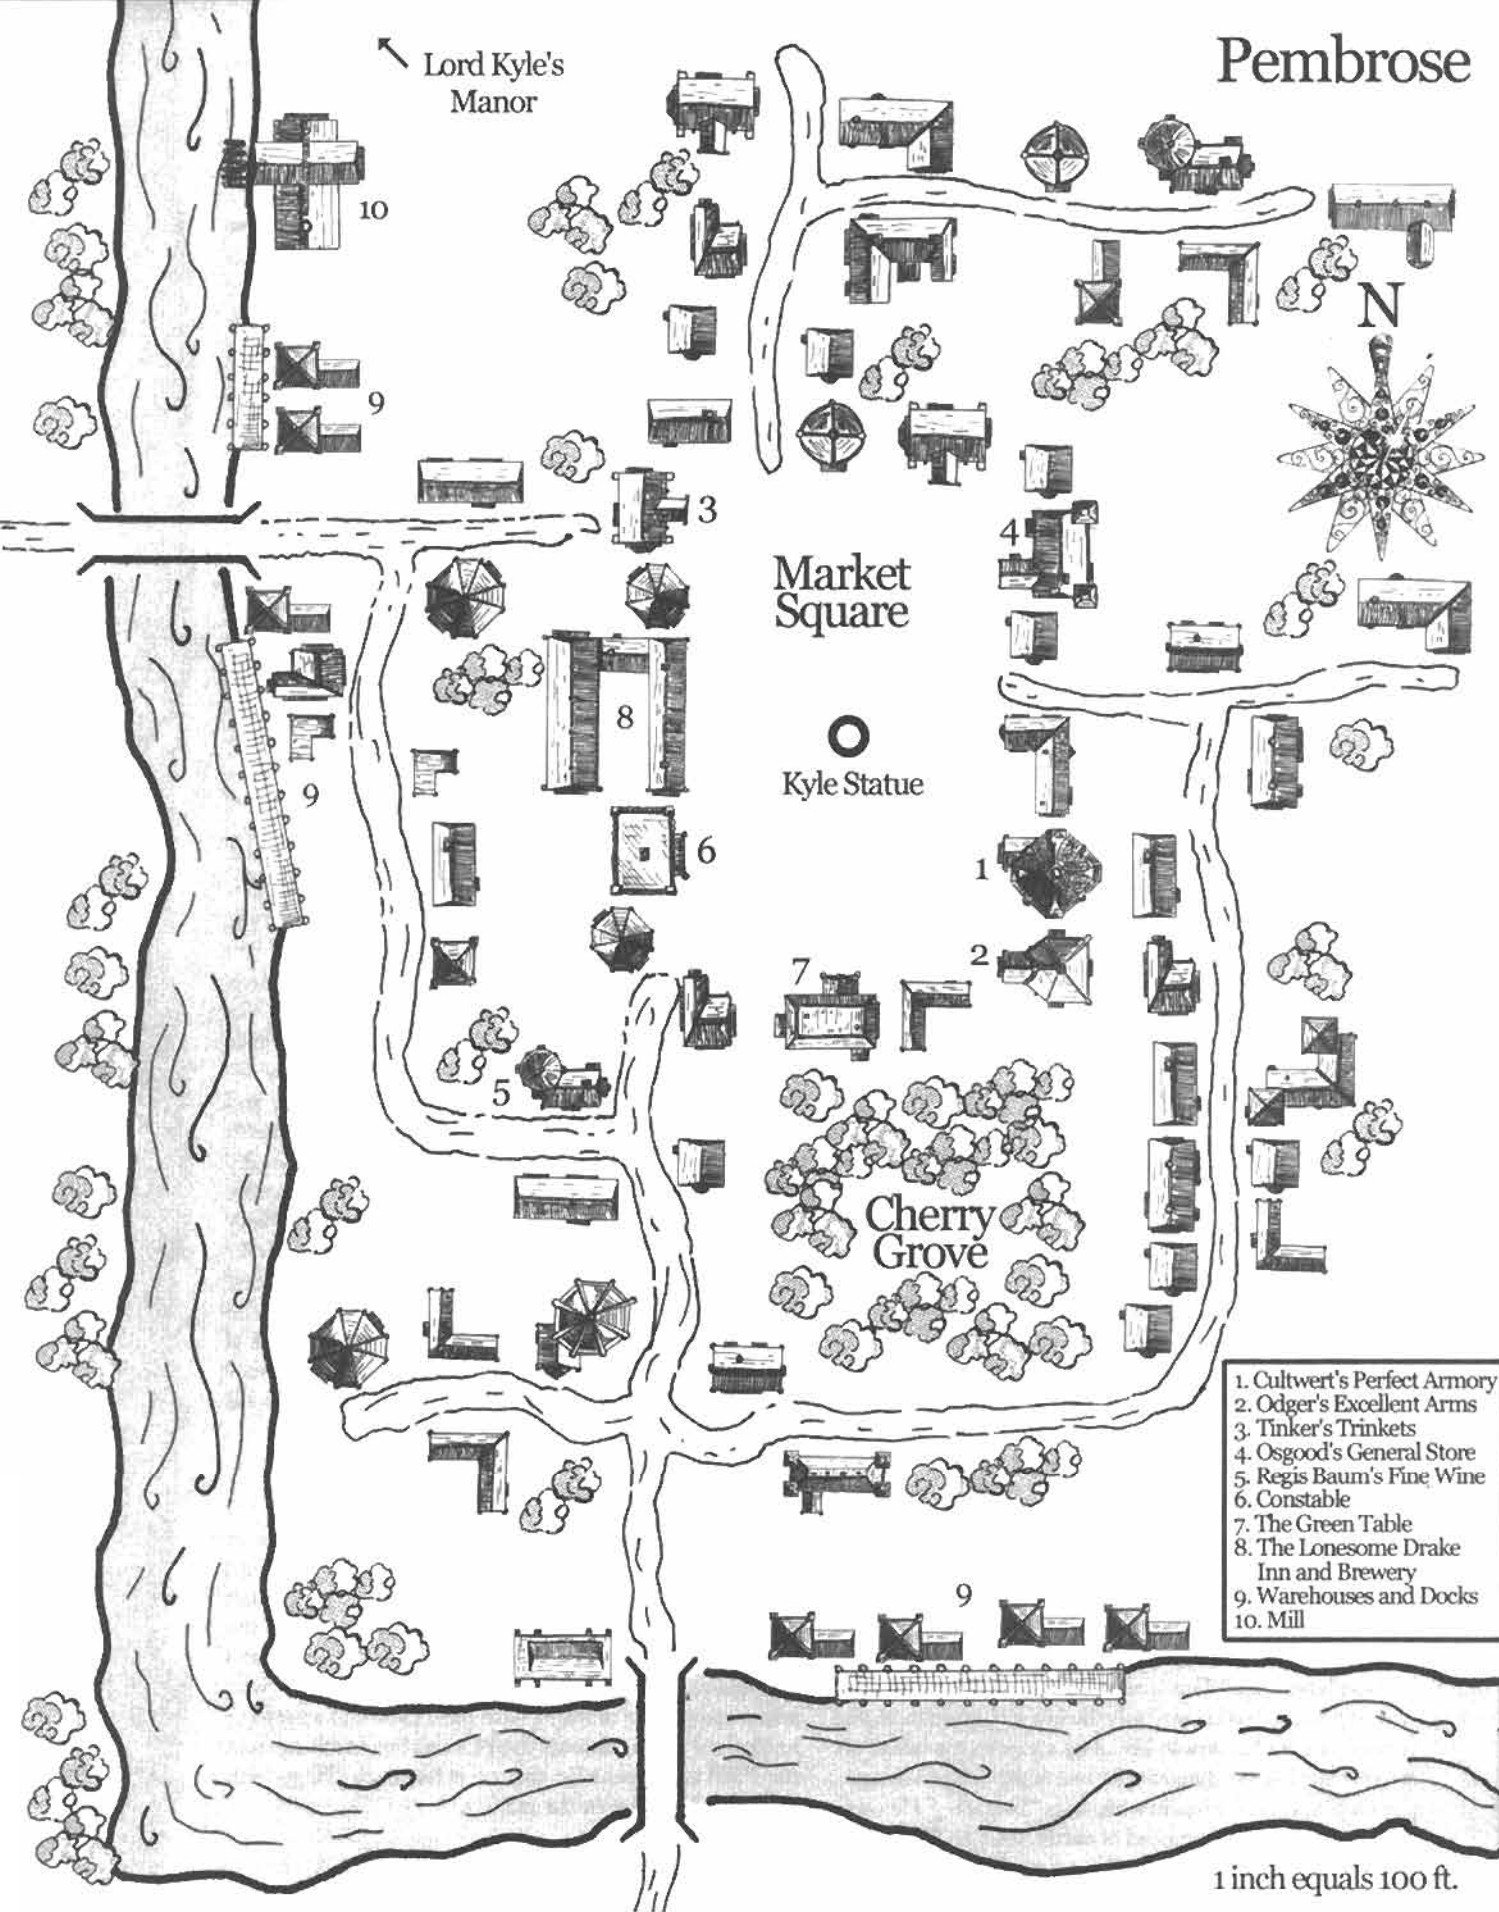 Pembrose
Lord Kyle's
Manor
10
N
9
3
4
Market
Square
8
Kyle Statue
9
6
1
2
7
5
Cherry
Grove
1. Cultwert's Perfect Armory
2. Odger's Excellent Arms
3. Tinker's Trinkets
4. Osgood's General Store
5. Regis Baum's Fine Wine
6. Constable
7. The Green Table
8. The Lonesome Drake
Inn and Brewery
9. Warehouses and Docks
10. Mill
9
1 inch equals 100 ft.